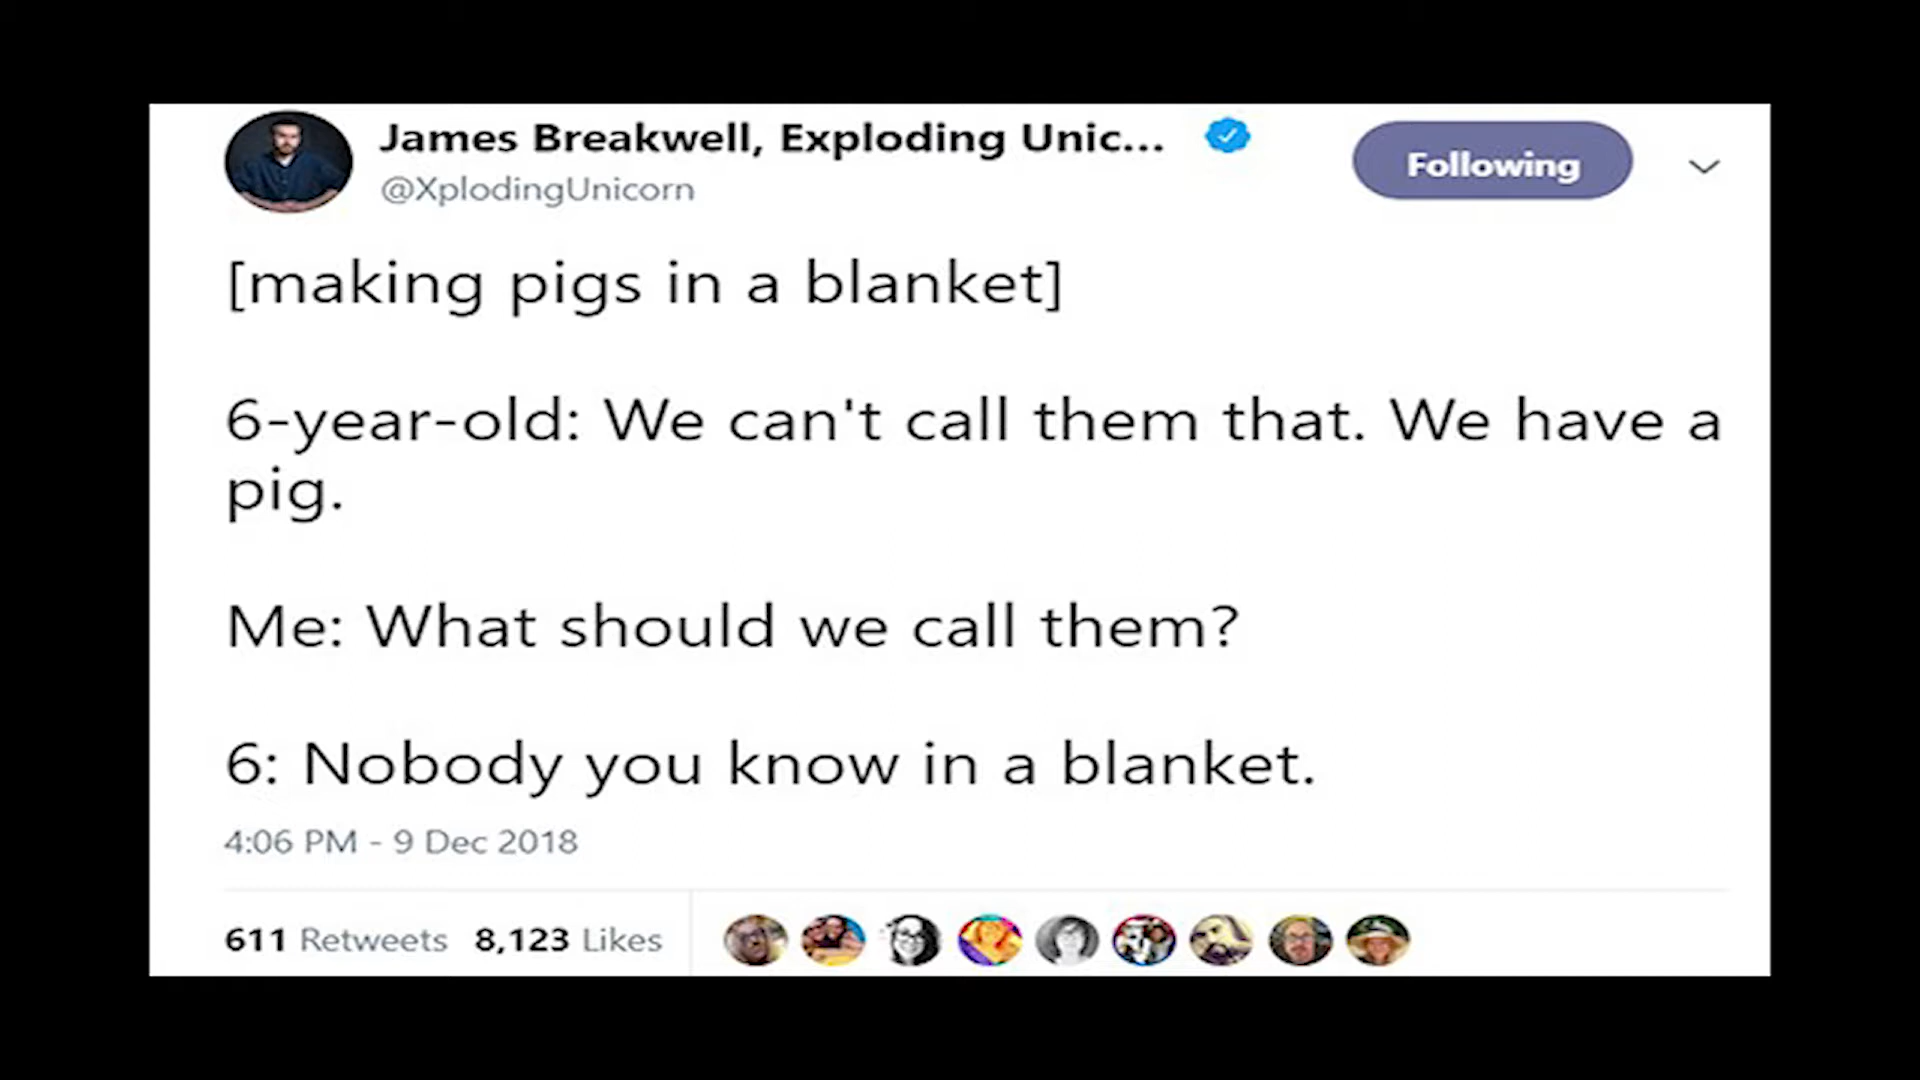 James Breakwell, Exploding Unic...
@XplodingUnicorn
Following
[making pigs in a blanket]
6-year-old: We can't call them that. We have a
pig.
Me: What should we call them?
6: Nobody you know in a blanket.
4:06 PM - 9 Dec 2018
611 Retweets 8,123 Likes